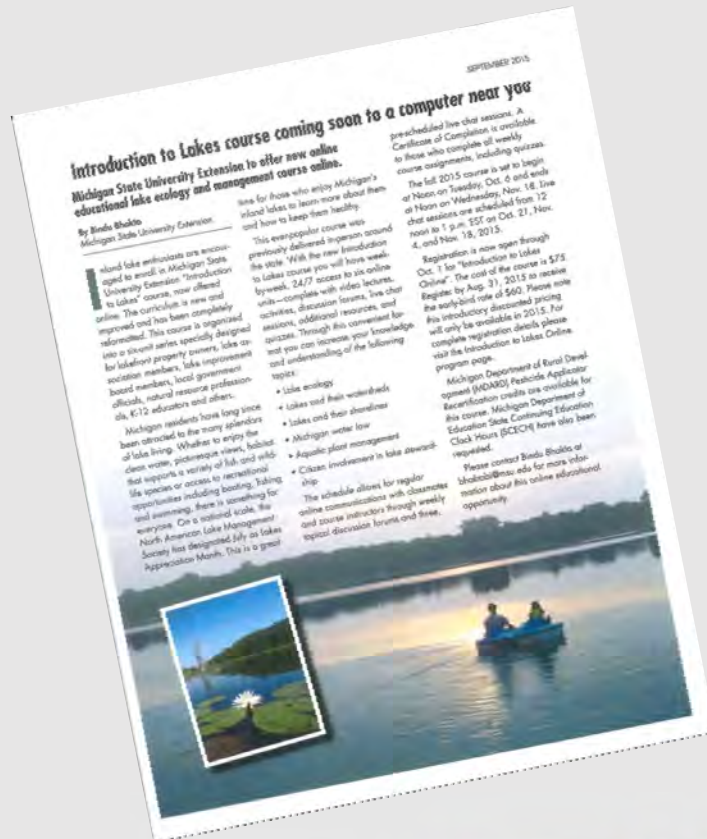 SEPTEMBER 2015
Introduction to Lakes course coming soon to a computer near you
Michigan State University Extension to offer new online
educational lake ecology and management course online.
By Bindu Bhakta
Michigan State University Extension
Inland lake enthusiasts are encour-
aged to enroll in Michigan State
University Extension "Introduction
to Lakes" course, now offered
online. The curriculum is new and
improved and has been completely
reformatted. This course is organized
into a six-unit series specially designed
for lakefront property owners, lake as-
sociation members, lake improvement
board members, local government
officials, natural resource profession-
als, K-12 educators and others.
Michigan residents have long since
been attracted to the many splendors
of lake living. Whether to enjoy the
clean water, picturesque views, habitat
that supports a variety of fish and wild-
life species or access to recreational
opportunities including boating, fishing
and swimming, there is something for
everyone. On a national scale, the
North American Lake Management
Society has designated July as Lakes
Appreciation Month. This is a great
time for those who enjoy Michigan's
inland lakes to learn more about them
and how to keep them healthy.
This ever-popular course was
previously delivered in-person around
the state. With the new Introduction
to Lakes course you will have week-
by-week, 24/7 access to six online
units—complete with video lectures,
activities, discussion forums, live chat
sessions, additional resources, and
quizzes. Through this convenient for-
mat you can increase your knowledge
and understanding of the following
topics:
• Lake ecology
• Lakes and their watersheds
• Lakes and their shorelines
• Michigan water law
• Aquatic plant management
• Citizen involvement in lake steward-
ship
The schedule allows for regular
online communications with classmates
and course instructors through weekly
topical discussion forums and three,
pre-scheduled live chat sessions. A
Certificate of Completion is available
to those who complete all weekly
course assignments, including quizzes.
The fall 2015 course is set to begin
at Noon on Tuesday, Oct. 6 and ends
at Noon on Wednesday, Nov. 18. Live
chat sessions are scheduled from 12
noon to 1 p.m. EST on Oct. 21, Nov.
4, and Nov. 18, 2015.
Registration is now open through
Oct. 1 for "Introduction to Lakes
Online". The cost of the course is $75.
Register by Aug. 31, 2015 to receive
the early-bird rate of $60. Please note
this introductory discounted pricing
will only be available in 2015. For
complete registration details please
visit the Introduction to Lakes Online
program page.
Michigan Department of Rural Devel-
opment (MDARD) Pesticide Applicator
Recertification credits are available for
this course. Michigan Department of
Education State Continuing Education
Clock Hours (SCECH) have also been
requested.
Please contact Bindu Bhakta at
bhaktabi@msu.edu for more infor-
mation about this online educational
opportunity.